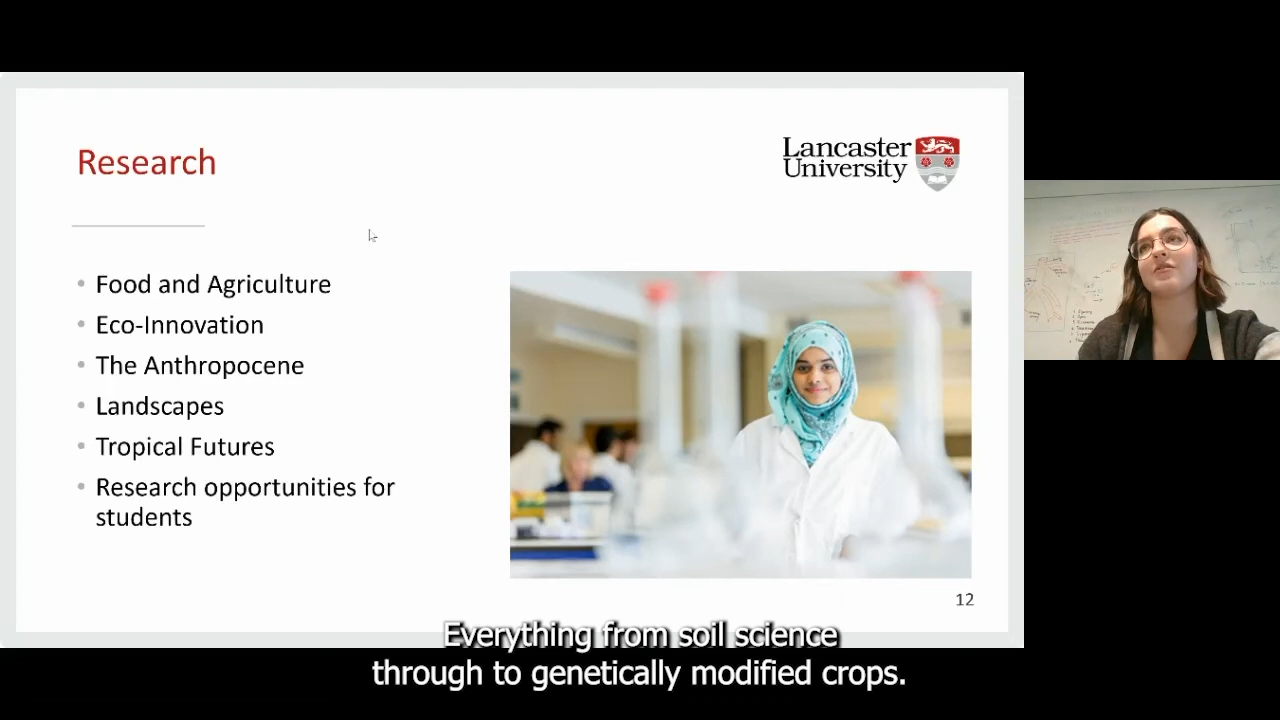 Research
Lancaster
University
Food and Agriculture
Eco-Innovation
The Anthropocene
Landscapes
Tropical Futures
Research opportunities for
students
12
Everything from soil science
through to genetically modified crops.